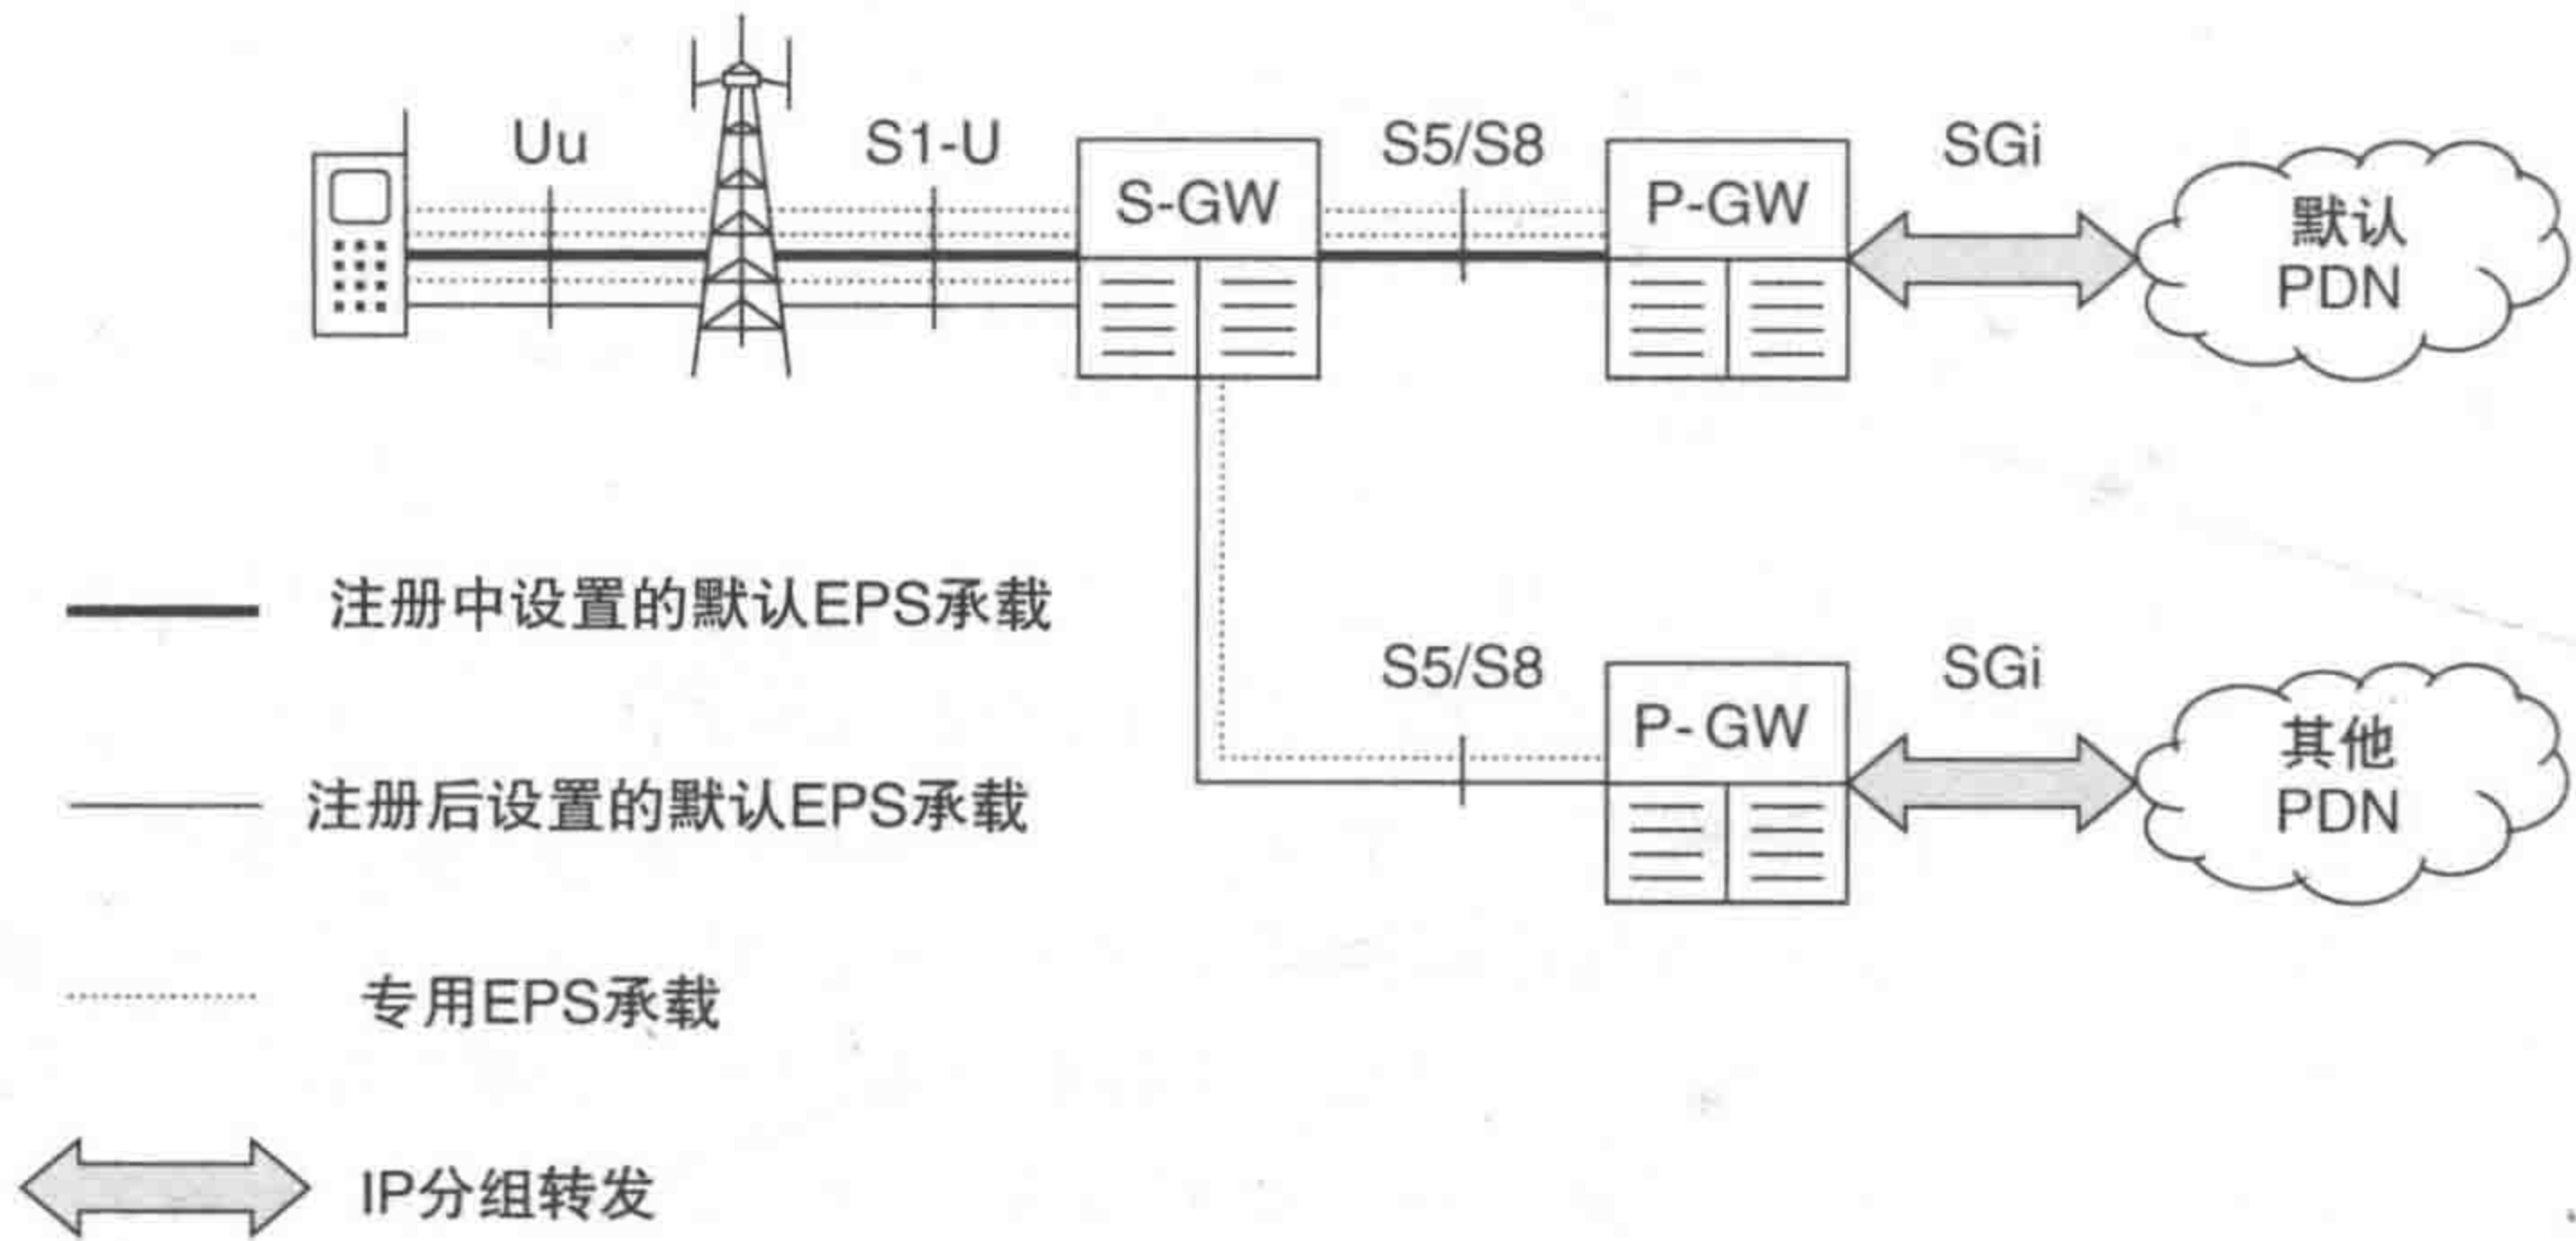 Uu
S1-U
S-GW
S5/S8
P-GW
SGi
默认
PDN
注册中设置的默认EPS承载
S5/S8
P-GW
SGi
其他
PDN
注册后设置的默认EPS承载
专用EPS承载
IP分组转发